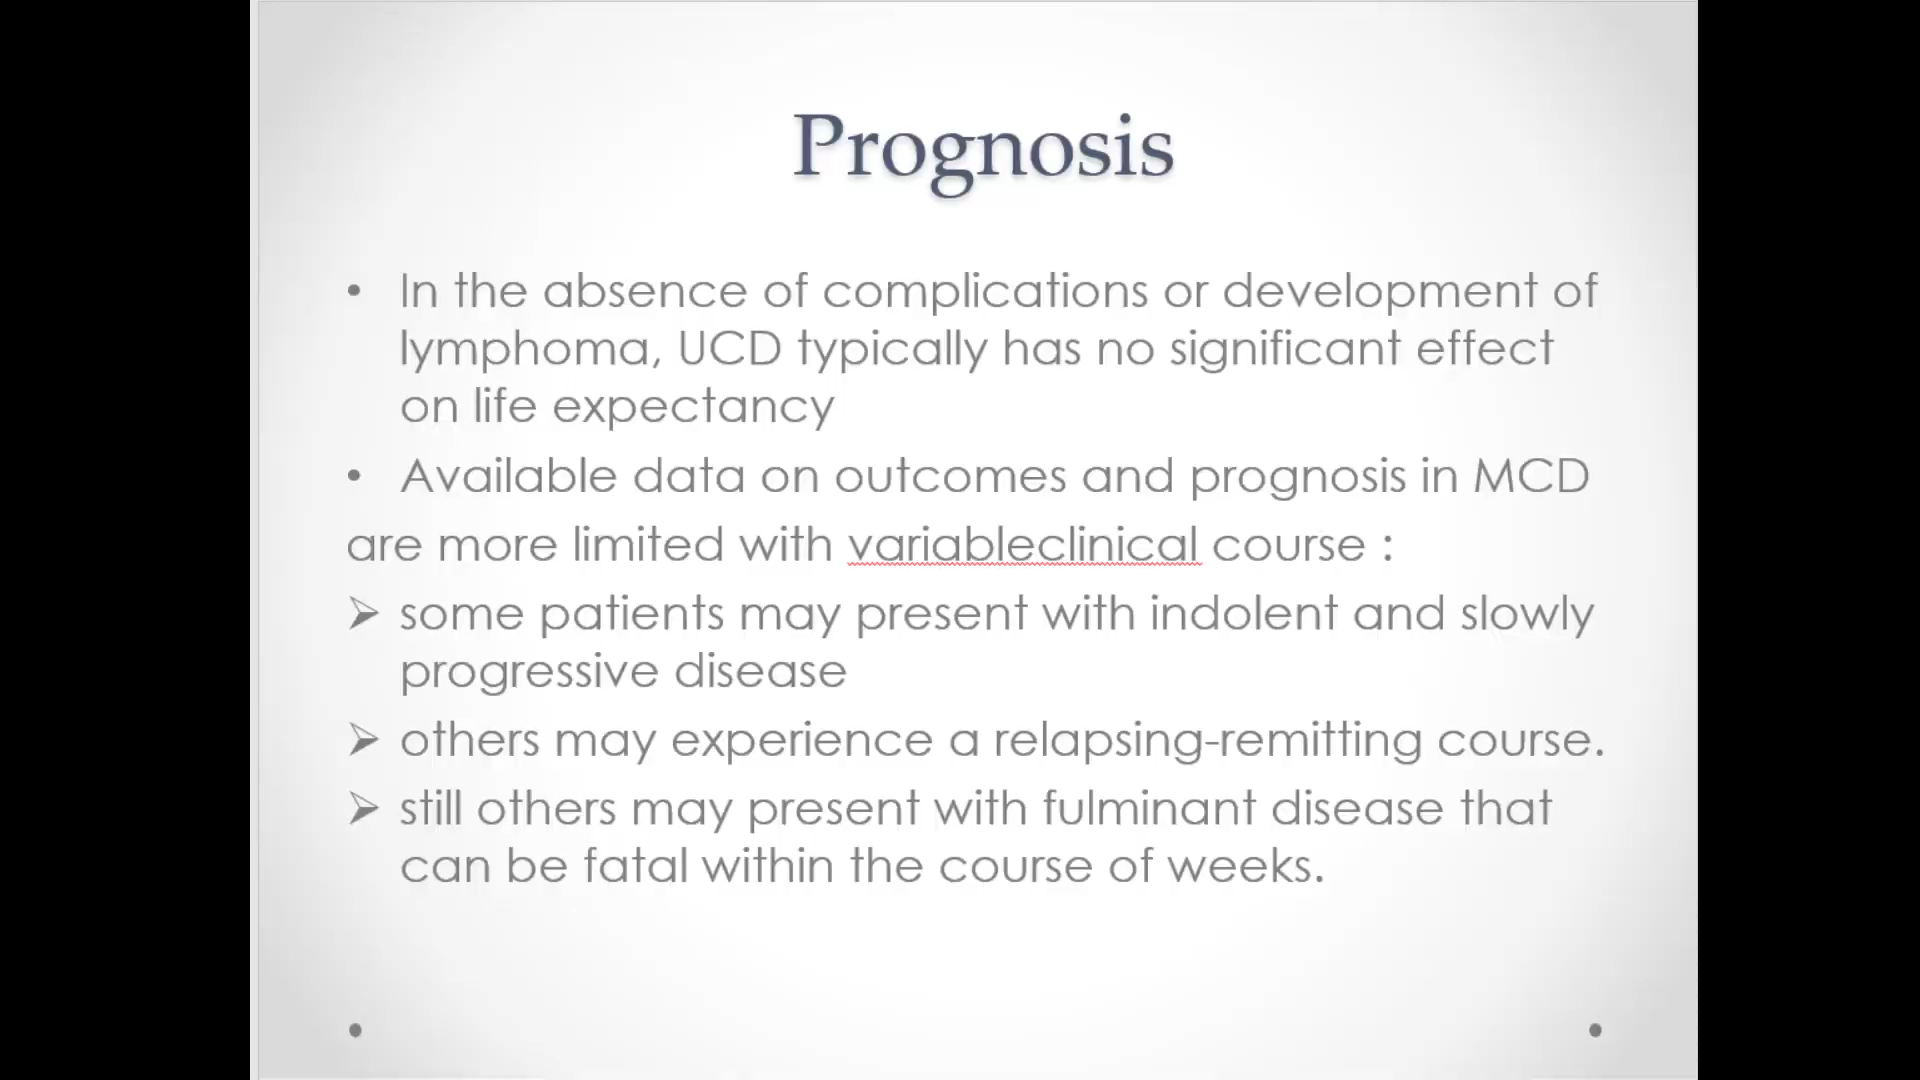 Prognosis
• In the absence of complications or development of
lymphoma, UCD typically has no significant effect
on life expectancy
• Available data on outcomes and prognosis in MCD
are more limited with variableclinical course :
➢ some patients may present with indolent and slowly
progressive disease
➢ others may experience a relapsing-remitting course.
➢ still others may present with fulminant disease that
can be fatal within the course of weeks.